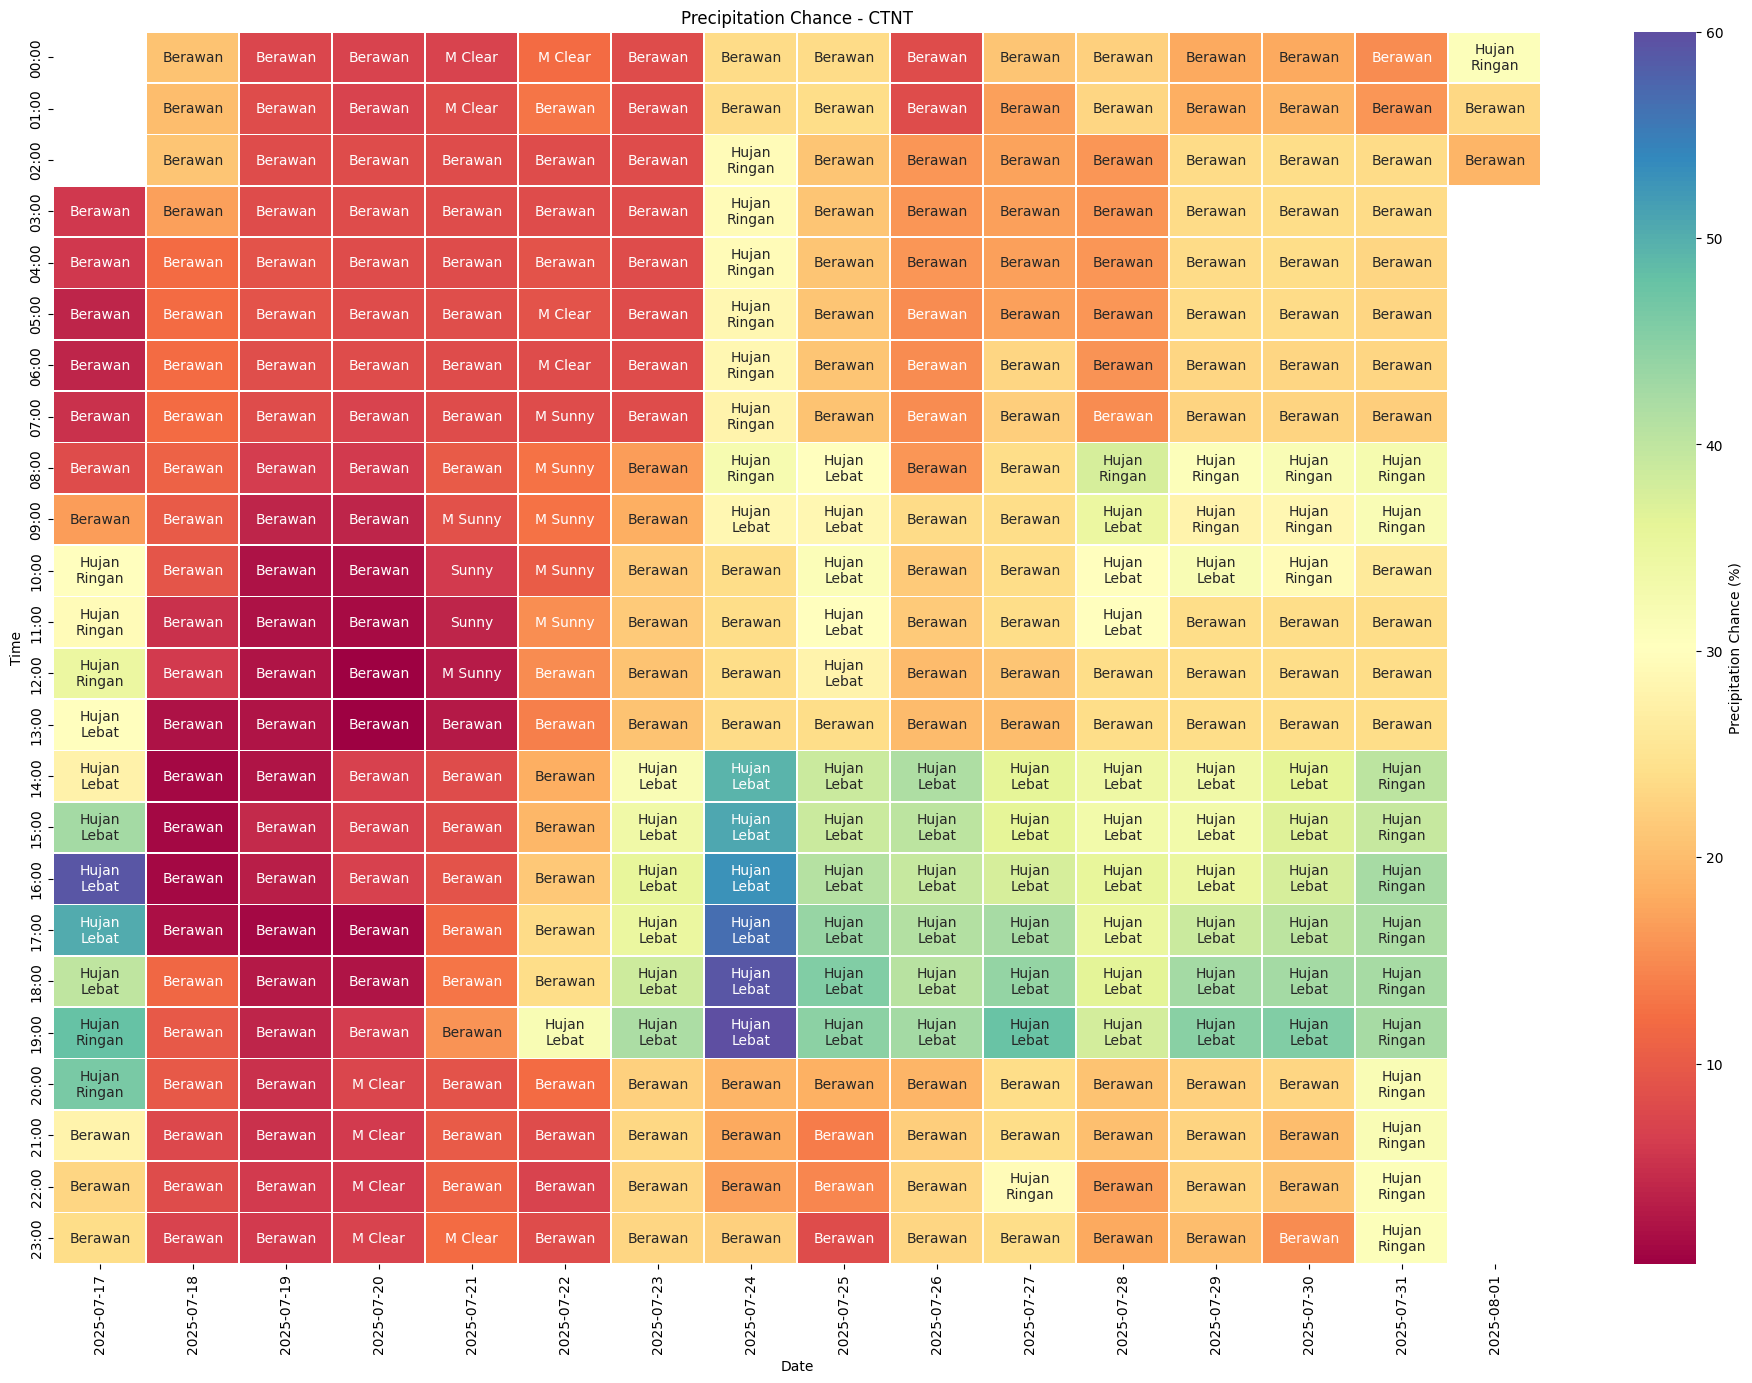 Precipitation Chance - CTNT
00:00 Berawan Berawan Berawan M Clear M Clear Berawan Berawan Berawan Berawan Berawan Berawan Berawan Berawan Berawan Hujan Ringan
01:00 Berawan Berawan Berawan M Clear Berawan Berawan Berawan Berawan Berawan Berawan Berawan Berawan Berawan Berawan Berawan
02:00 Berawan Berawan Berawan Berawan Berawan Berawan Hujan Ringan Berawan Berawan Berawan Berawan Berawan Berawan Berawan Berawan
03:00 Berawan Berawan Berawan Berawan Berawan Berawan Berawan Hujan Ringan Berawan Berawan Berawan Berawan Berawan Berawan Berawan
04:00 Berawan Berawan Berawan Berawan Berawan Berawan Berawan Hujan Ringan Berawan Berawan Berawan Berawan Berawan Berawan Berawan
05:00 Berawan Berawan Berawan Berawan Berawan M Clear Berawan Hujan Ringan Berawan Berawan Berawan Berawan Berawan Berawan Berawan
06:00 Berawan Berawan Berawan Berawan Berawan M Clear Berawan Hujan Ringan Berawan Berawan Berawan Berawan Berawan Berawan Berawan
07:00 Berawan Berawan Berawan Berawan Berawan M Sunny Berawan Hujan Ringan Berawan Berawan Berawan Berawan Berawan Berawan Berawan
08:00 Berawan Berawan Berawan Berawan Berawan M Sunny Berawan Hujan Ringan Hujan Lebat Berawan Berawan Hujan Ringan Hujan Ringan Hujan Ringan Hujan Ringan
09:00 Berawan Berawan Berawan Berawan M Sunny M Sunny Berawan Hujan Lebat Hujan Lebat Berawan Berawan Hujan Lebat Hujan Ringan Hujan Ringan Hujan Ringan
10:00 Hujan Ringan Berawan Berawan Berawan Sunny M Sunny Berawan Berawan Hujan Lebat Berawan Berawan Hujan Lebat Hujan Lebat Hujan Ringan Berawan
11:00 Hujan Ringan Berawan Berawan Berawan Sunny M Sunny Berawan Berawan Hujan Lebat Berawan Berawan Hujan Lebat Berawan Berawan Berawan
12:00 Hujan Ringan Berawan Berawan Berawan M Sunny Berawan Berawan Berawan Hujan Lebat Berawan Berawan Berawan Berawan Berawan Berawan
13:00 Hujan Lebat Berawan Berawan Berawan Berawan Berawan Berawan Berawan Berawan Berawan Berawan Berawan Berawan Berawan Berawan
14:00 Hujan Lebat Berawan Berawan Berawan Berawan Berawan Hujan Lebat Hujan Lebat Hujan Lebat Hujan Lebat Hujan Lebat Hujan Lebat Hujan Lebat Hujan Lebat Hujan Ringan
15:00 Hujan Lebat Berawan Berawan Berawan Berawan Berawan Hujan Lebat Hujan Lebat Hujan Lebat Hujan Lebat Hujan Lebat Hujan Lebat Hujan Lebat Hujan Lebat Hujan Ringan
16:00 Hujan Lebat Berawan Berawan Berawan Berawan Berawan Hujan Lebat Hujan Lebat Hujan Lebat Hujan Lebat Hujan Lebat Hujan Lebat Hujan Lebat Hujan Lebat Hujan Ringan
17:00 Hujan Lebat Berawan Berawan Berawan Berawan Berawan Hujan Lebat Hujan Lebat Hujan Lebat Hujan Lebat Hujan Lebat Hujan Lebat Hujan Lebat Hujan Lebat Hujan Ringan
18:00 Hujan Lebat Berawan Berawan Berawan Berawan Berawan Hujan Lebat Hujan Lebat Hujan Lebat Hujan Lebat Hujan Lebat Hujan Lebat Hujan Lebat Hujan Lebat Hujan Ringan
19:00 Hujan Ringan Berawan Berawan Berawan Berawan Hujan Lebat Hujan Lebat Hujan Lebat Hujan Lebat Hujan Lebat Hujan Lebat Hujan Lebat Hujan Lebat Hujan Lebat Hujan Ringan
20:00 Hujan Ringan Berawan Berawan M Clear Berawan Berawan Berawan Berawan Berawan Berawan Berawan Berawan Berawan Berawan Hujan Ringan
21:00 Berawan Berawan Berawan M Clear Berawan Berawan Berawan Berawan Berawan Berawan Berawan Berawan Berawan Berawan Hujan Ringan
22:00 Berawan Berawan Berawan M Clear Berawan Berawan Berawan Berawan Berawan Berawan Hujan Ringan Berawan Berawan Berawan Hujan Ringan
23:00 Berawan Berawan Berawan M Clear M Clear Berawan Berawan Berawan Berawan Berawan Berawan Berawan Berawan Berawan Hujan Ringan
Time
2025-07-17 2025-07-18 2025-07-19 2025-07-20 2025-07-21 2025-07-22 2025-07-23 2025-07-24 2025-07-25 2025-07-26 2025-07-27 2025-07-28 2025-07-29 2025-07-30 2025-07-31 2025-08-01
Date
60
50
40
30
20
10
Precipitation Chance (%)